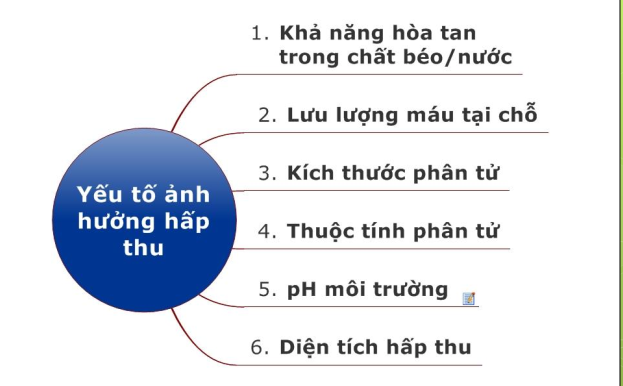 1. Khả năng hòa tan
trong chất béo/nước
2. Lưu lượng máu tại chỗ
3. Kích thước phân tử
Yếu tố ảnh
hưởng hấp
thu
4. Thuộc tính phân tử
5. pH môi trường
6. Diện tích hấp thu